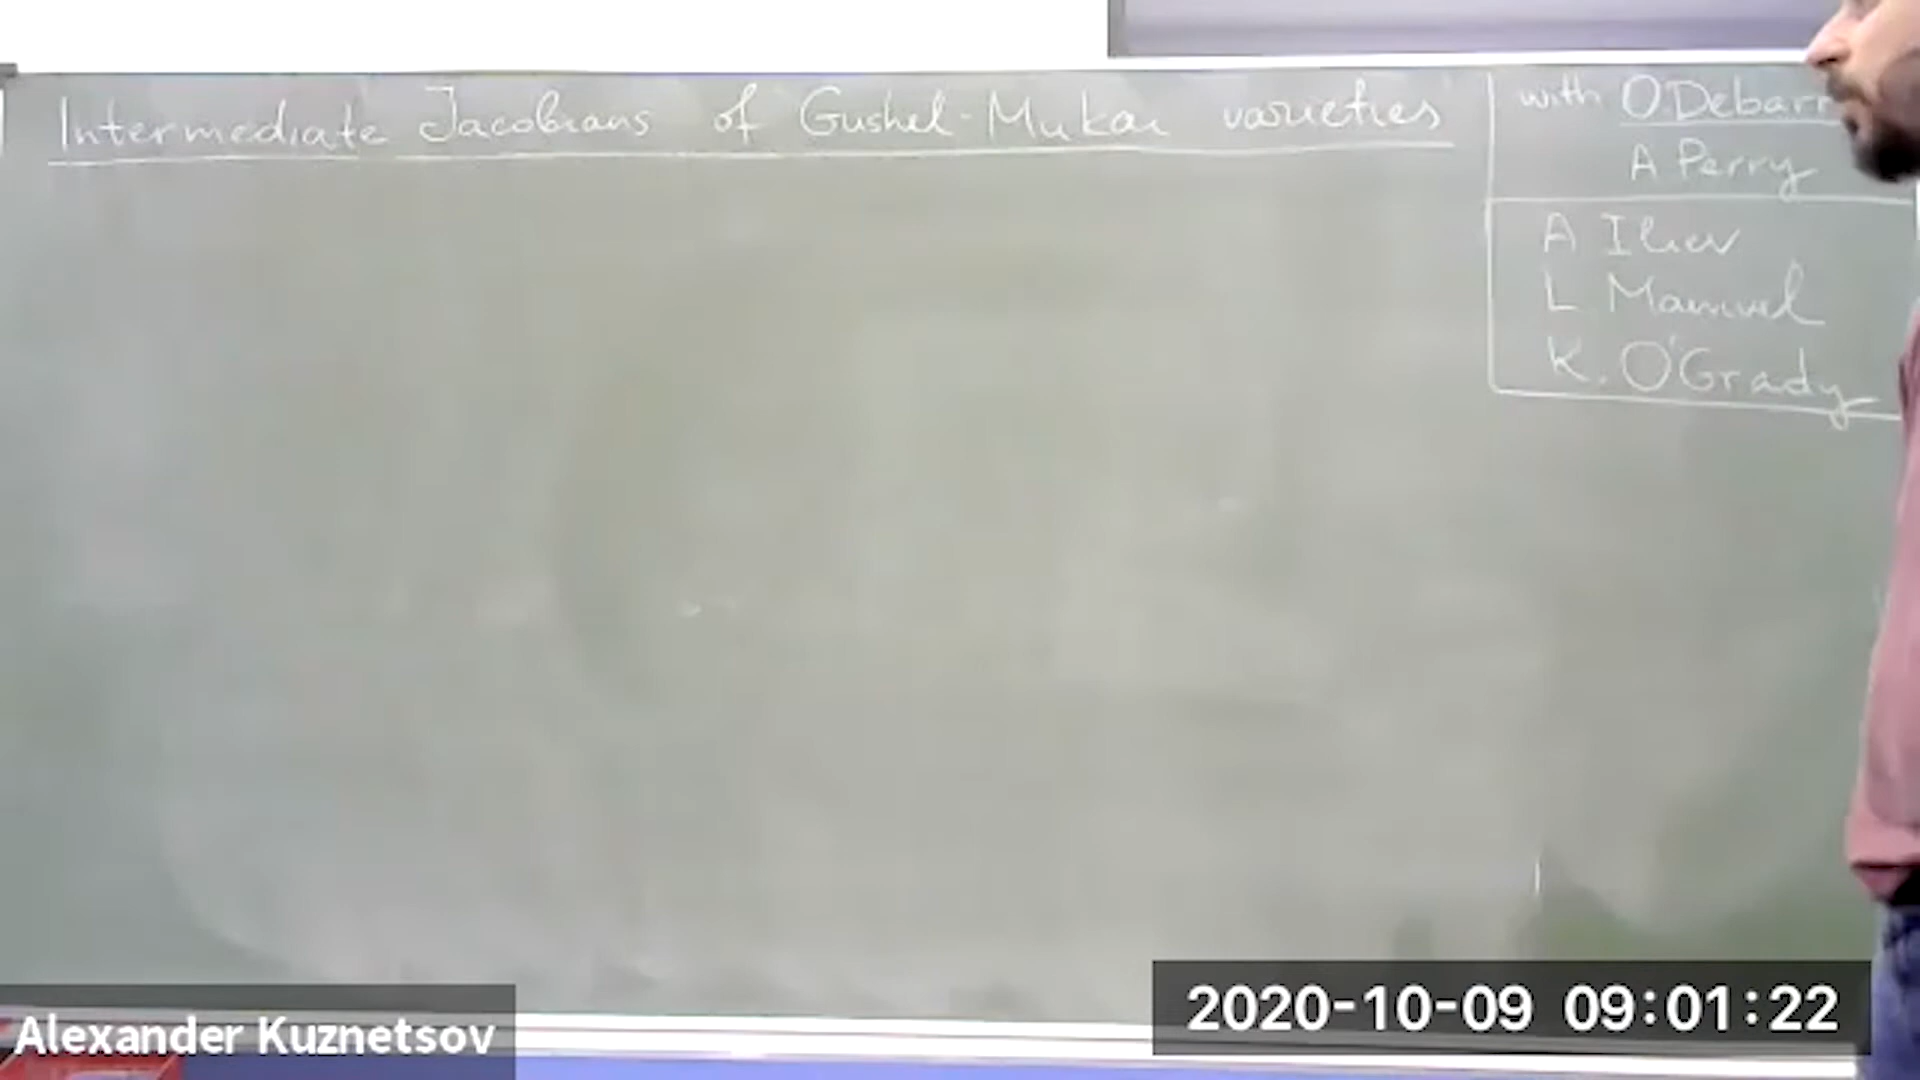 Intermediate Jacobians of Gushel-Mukai varieties
with O.Debarr
A Perry
A Iliev
L. Manivel
K. O'Grady
2020-10-09 09:01:22
Alexander Kuznetsov